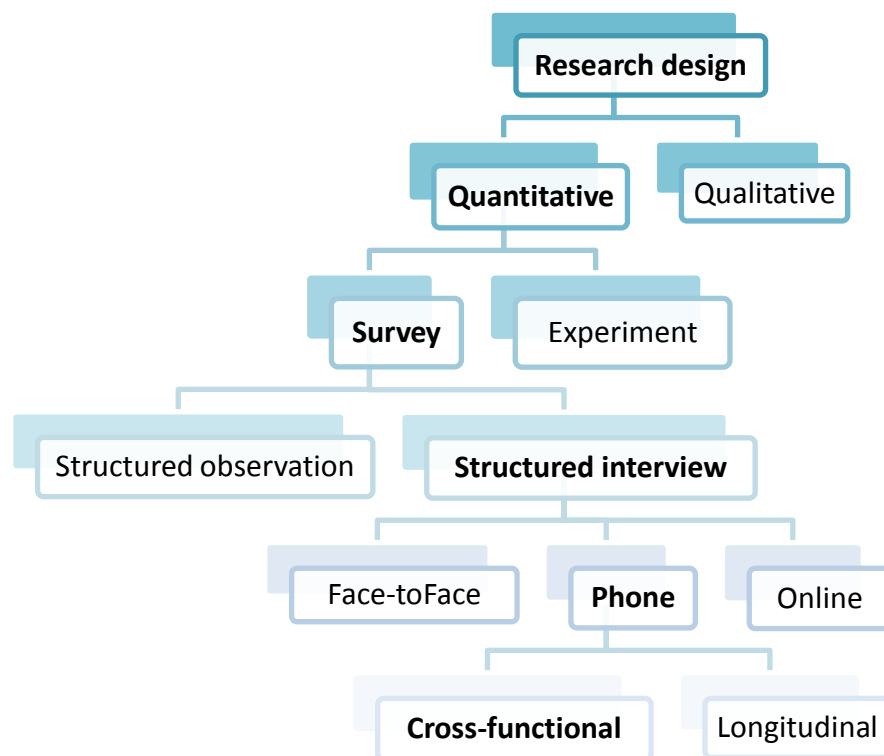 Research design
Quantitative
Qualitative
Survey
Experiment
Structured observation
Structured interview
Face-toFace
Phone
Online
Cross-functional
Longitudinal